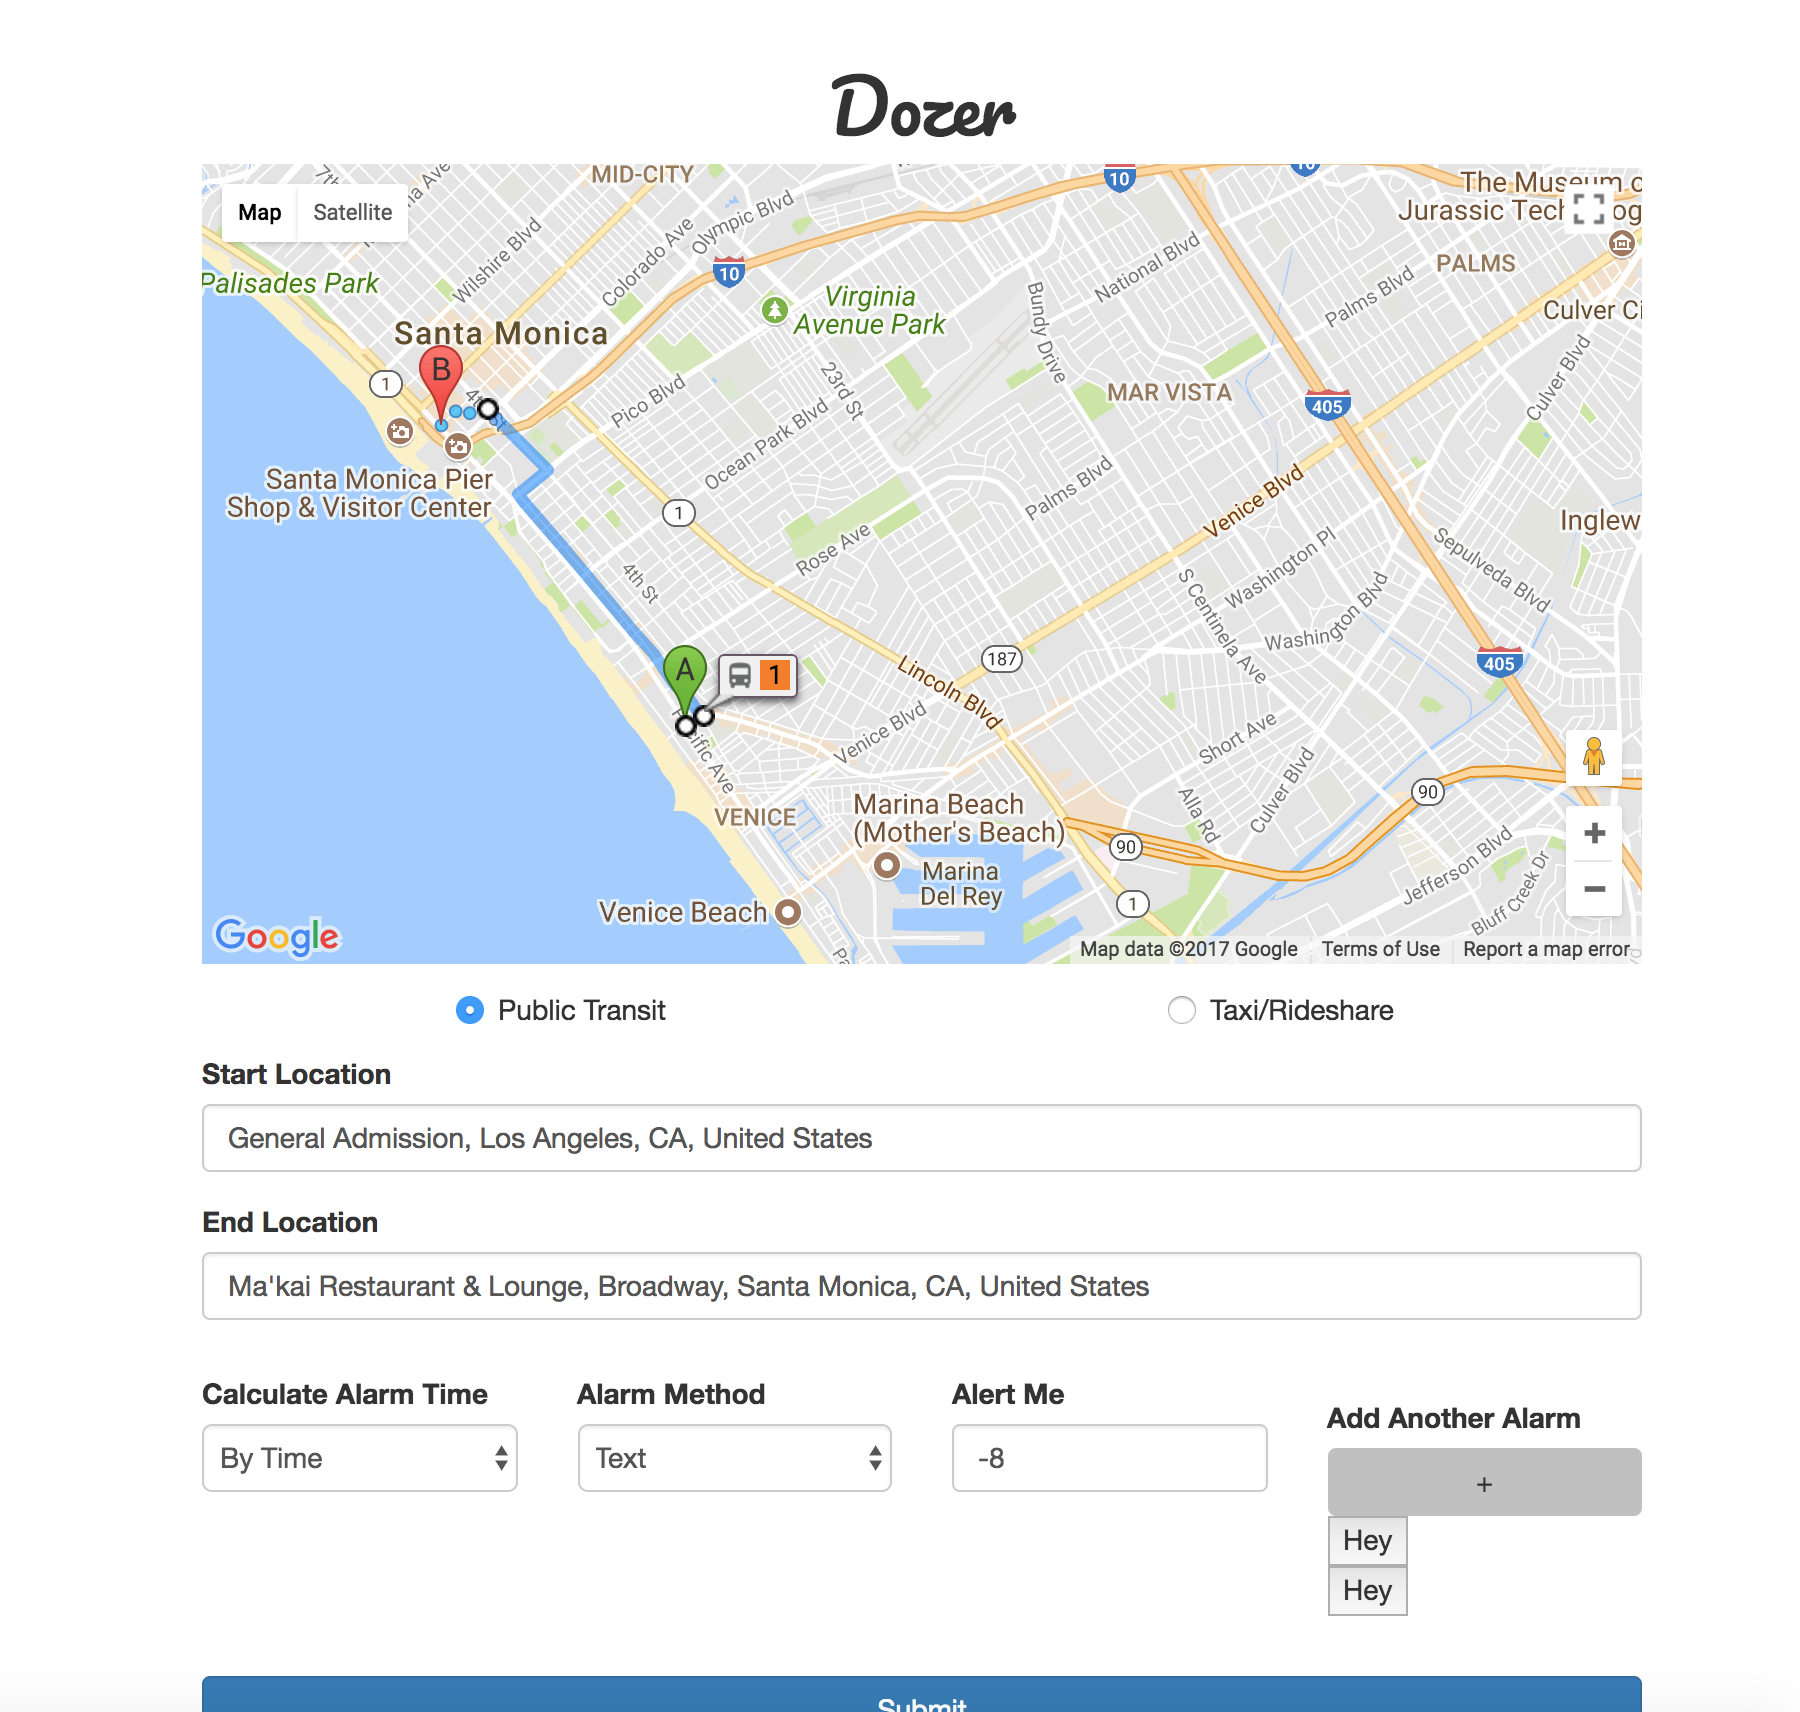 Dozer
MID-CITY
10
10
The Museum o
Jurassic Tech
og
Map
Satellite
Olympic Blvd
Colorado Ave
Wilshire Blvd
National Blvd
PALMS
Palms Blvd
Palisades Park
10
Virginia
Avenue Park
Bundy Drive
Culver Ci
Santa Monica
B
1
4th St
Pico Blvd
23rd St
MAR VISTA
405
Culver Blvd
Ocean Park Blvd
Santa Monica Pier
Shop & Visitor Center
1
Palms Blvd
Venice Blvd
Inglew
Rose Ave
Sepulveda Blvd
Washington Pl
4th St
S Centinela Ave
Washington Blvd
A
1
187
405
Lincoln Blvd
Pacific Ave
Venice Blvd
Short Ave
Culver Blvd
Alla Rd
90
VENICE
Marina Beach
(Mother's Beach)
90
Jefferson Blvd
Marina
Del Rey
Bluff Creek Dr
1
Venice Beach
Google
Map data ©2017 Google
Terms of Use
Report a map error
Public Transit
Taxi/Rideshare
Start Location
General Admission, Los Angeles, CA, United States
End Location
Ma'kai Restaurant & Lounge, Broadway, Santa Monica, CA, United States
Calculate Alarm Time
Alarm Method
Alert Me
Add Another Alarm
By Time
Text
-8
+
Hey
Hey
Submit